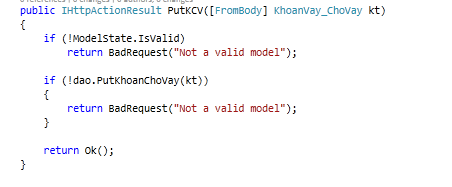 public IHttpActionResult PutKCV([FromBody] KhoanVay_ChoVay kt)
{
if (!ModelState.IsValid)
return BadRequest("Not a valid model");
if (!dao.PutKhoanChoVay(kt))
{
return BadRequest("Not a valid model");
}
return Ok();
}